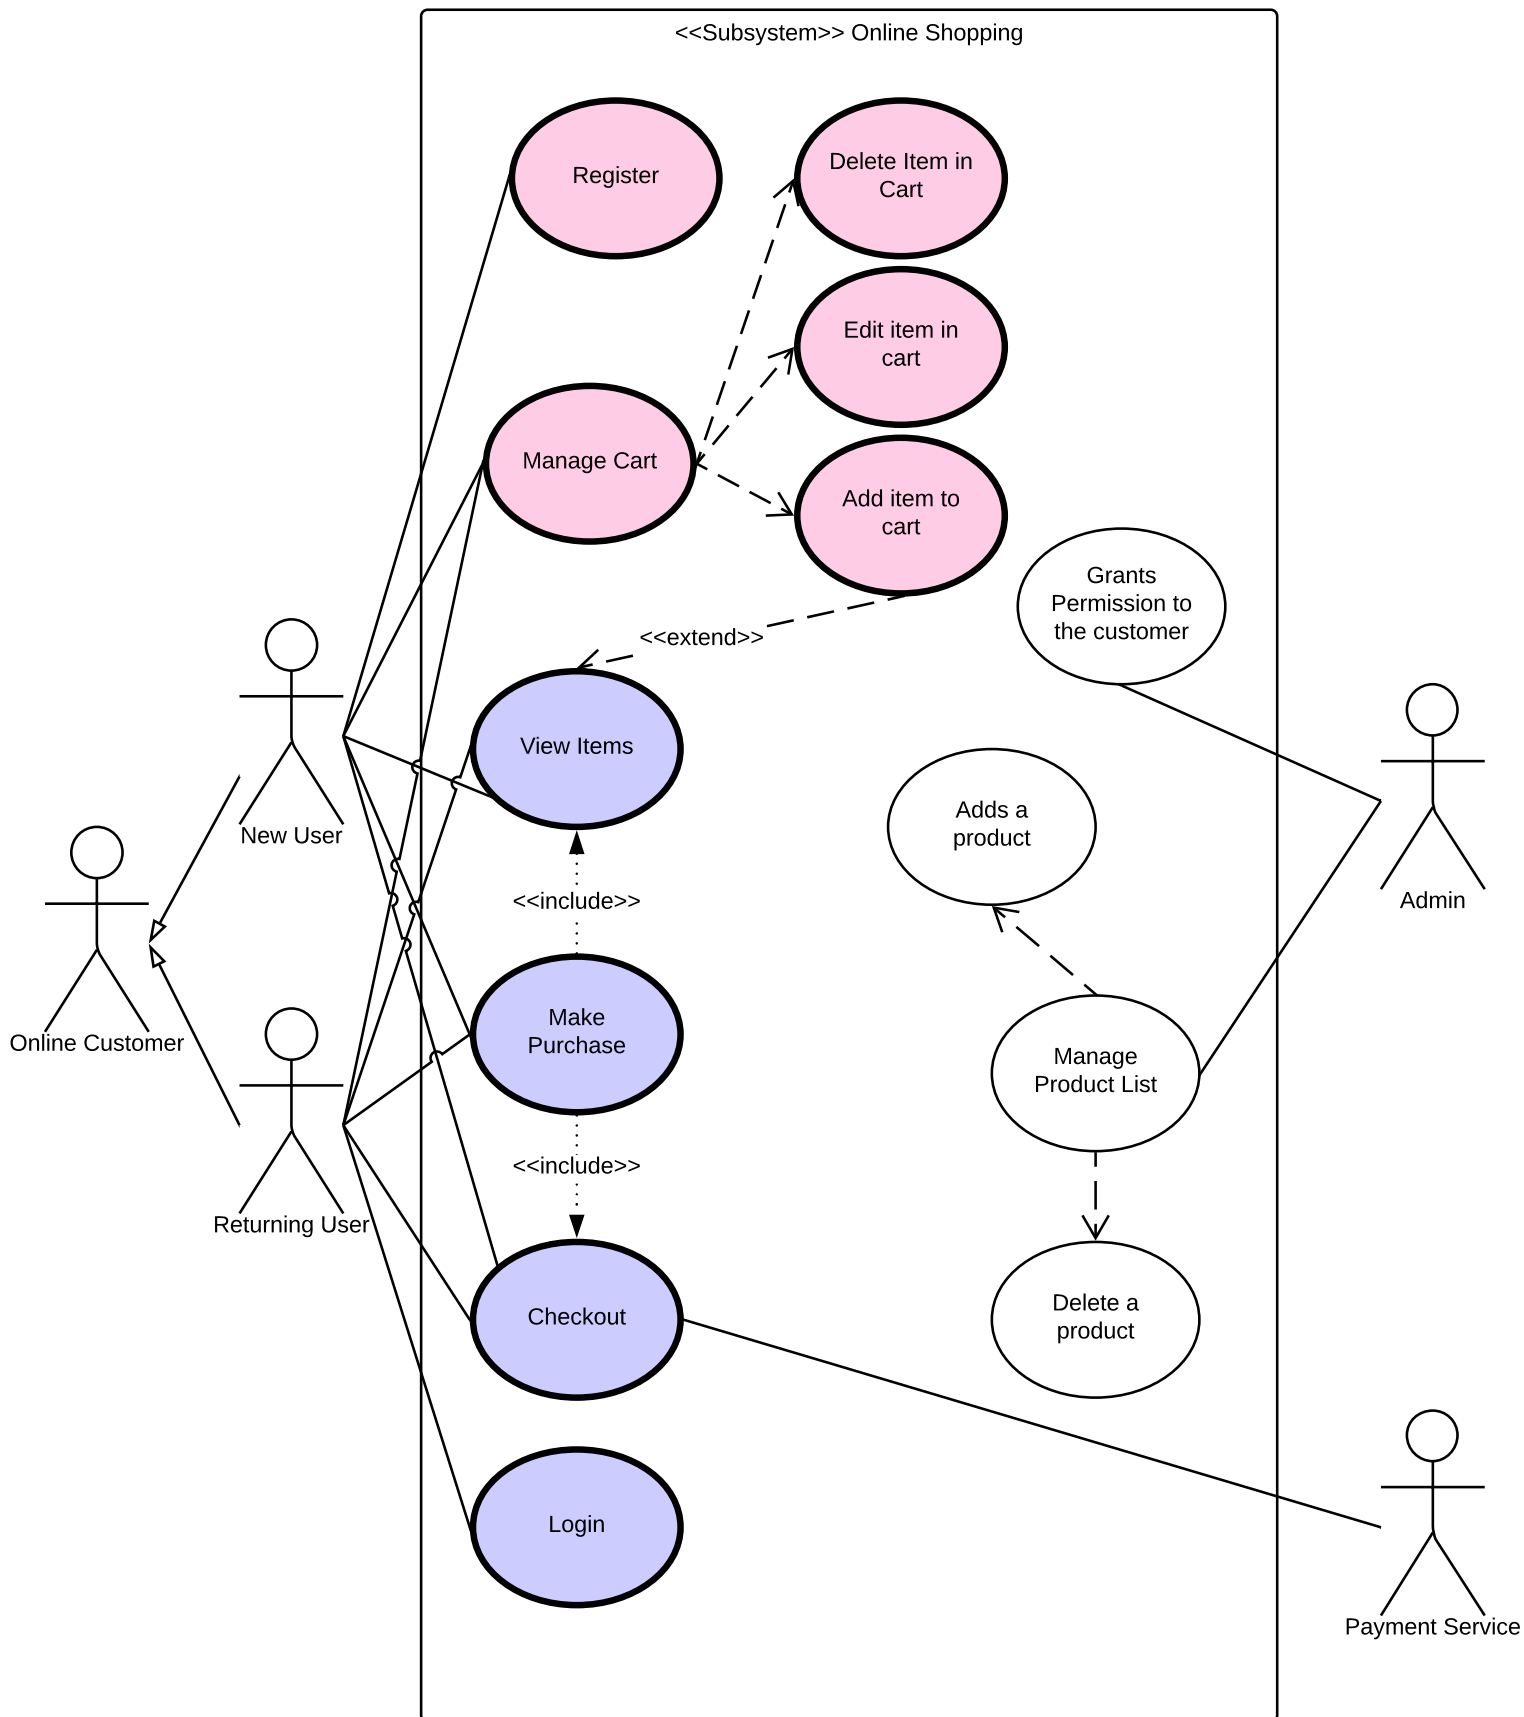 <<Subsystem>> Online Shopping
Register
Delete Item in
Cart
Edit item in
cart
Manage Cart
Add item to
cart
Grants
Permission to
the customer
<<extend>>
View Items
New User
Adds a
product
Admin
<<include>>
Make
Purchase
Online Customer
Manage
Product List
<<include>>
Returning User
Checkout
Delete a
product
Login
Payment Service